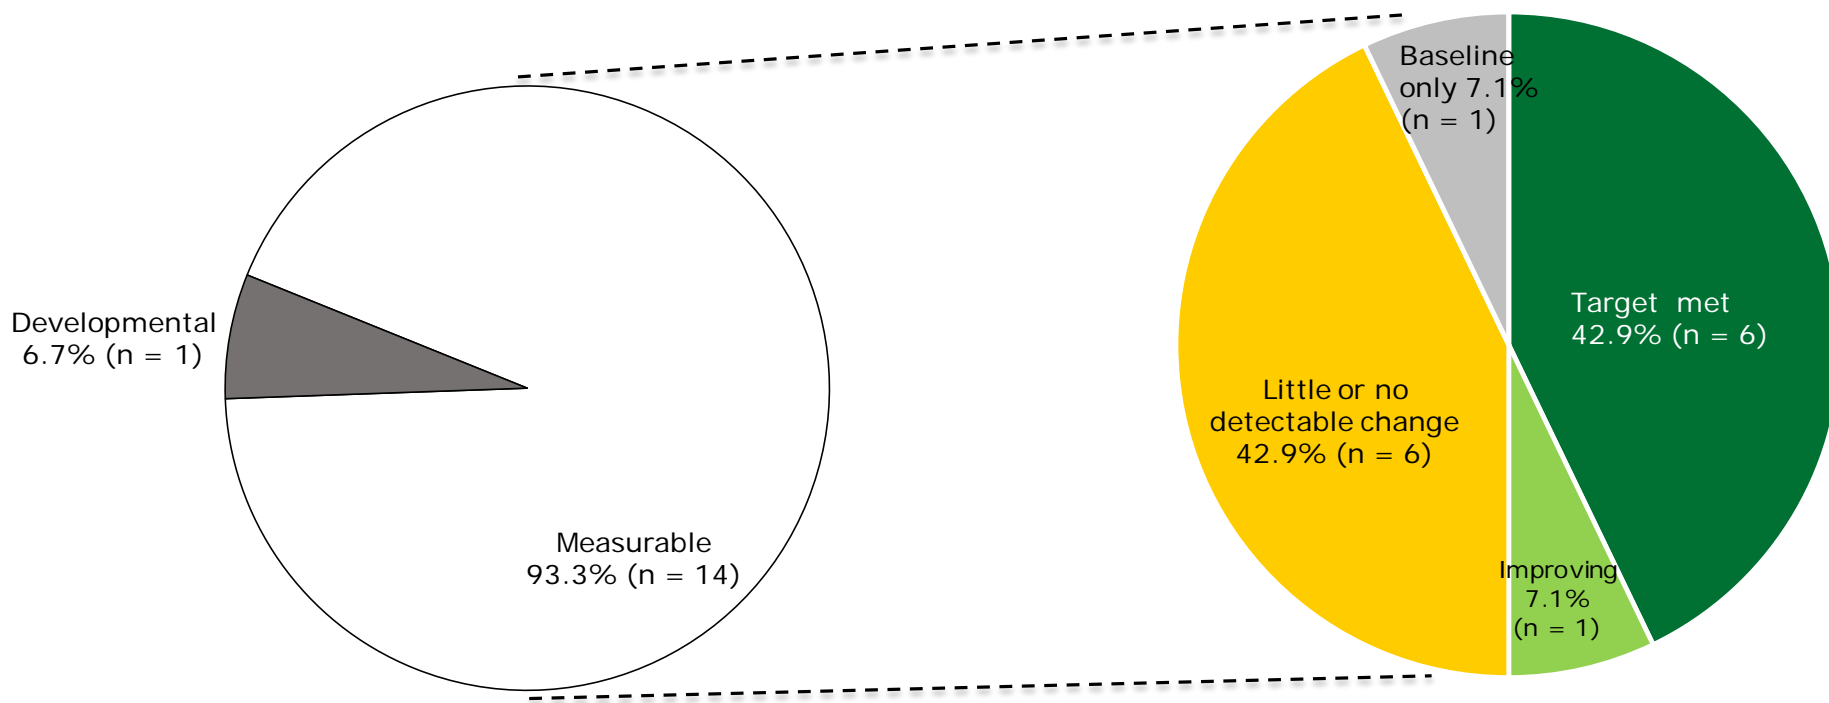 Developmental
6.7% (n = 1)
Measurable
93.3% (n = 14)
Baseline
only 7.1%
(n = 1)
Target met
42.9% (n = 6)
Little or no
detectable change
42.9% (n = 6)
Improving
7.1%
(n = 1)